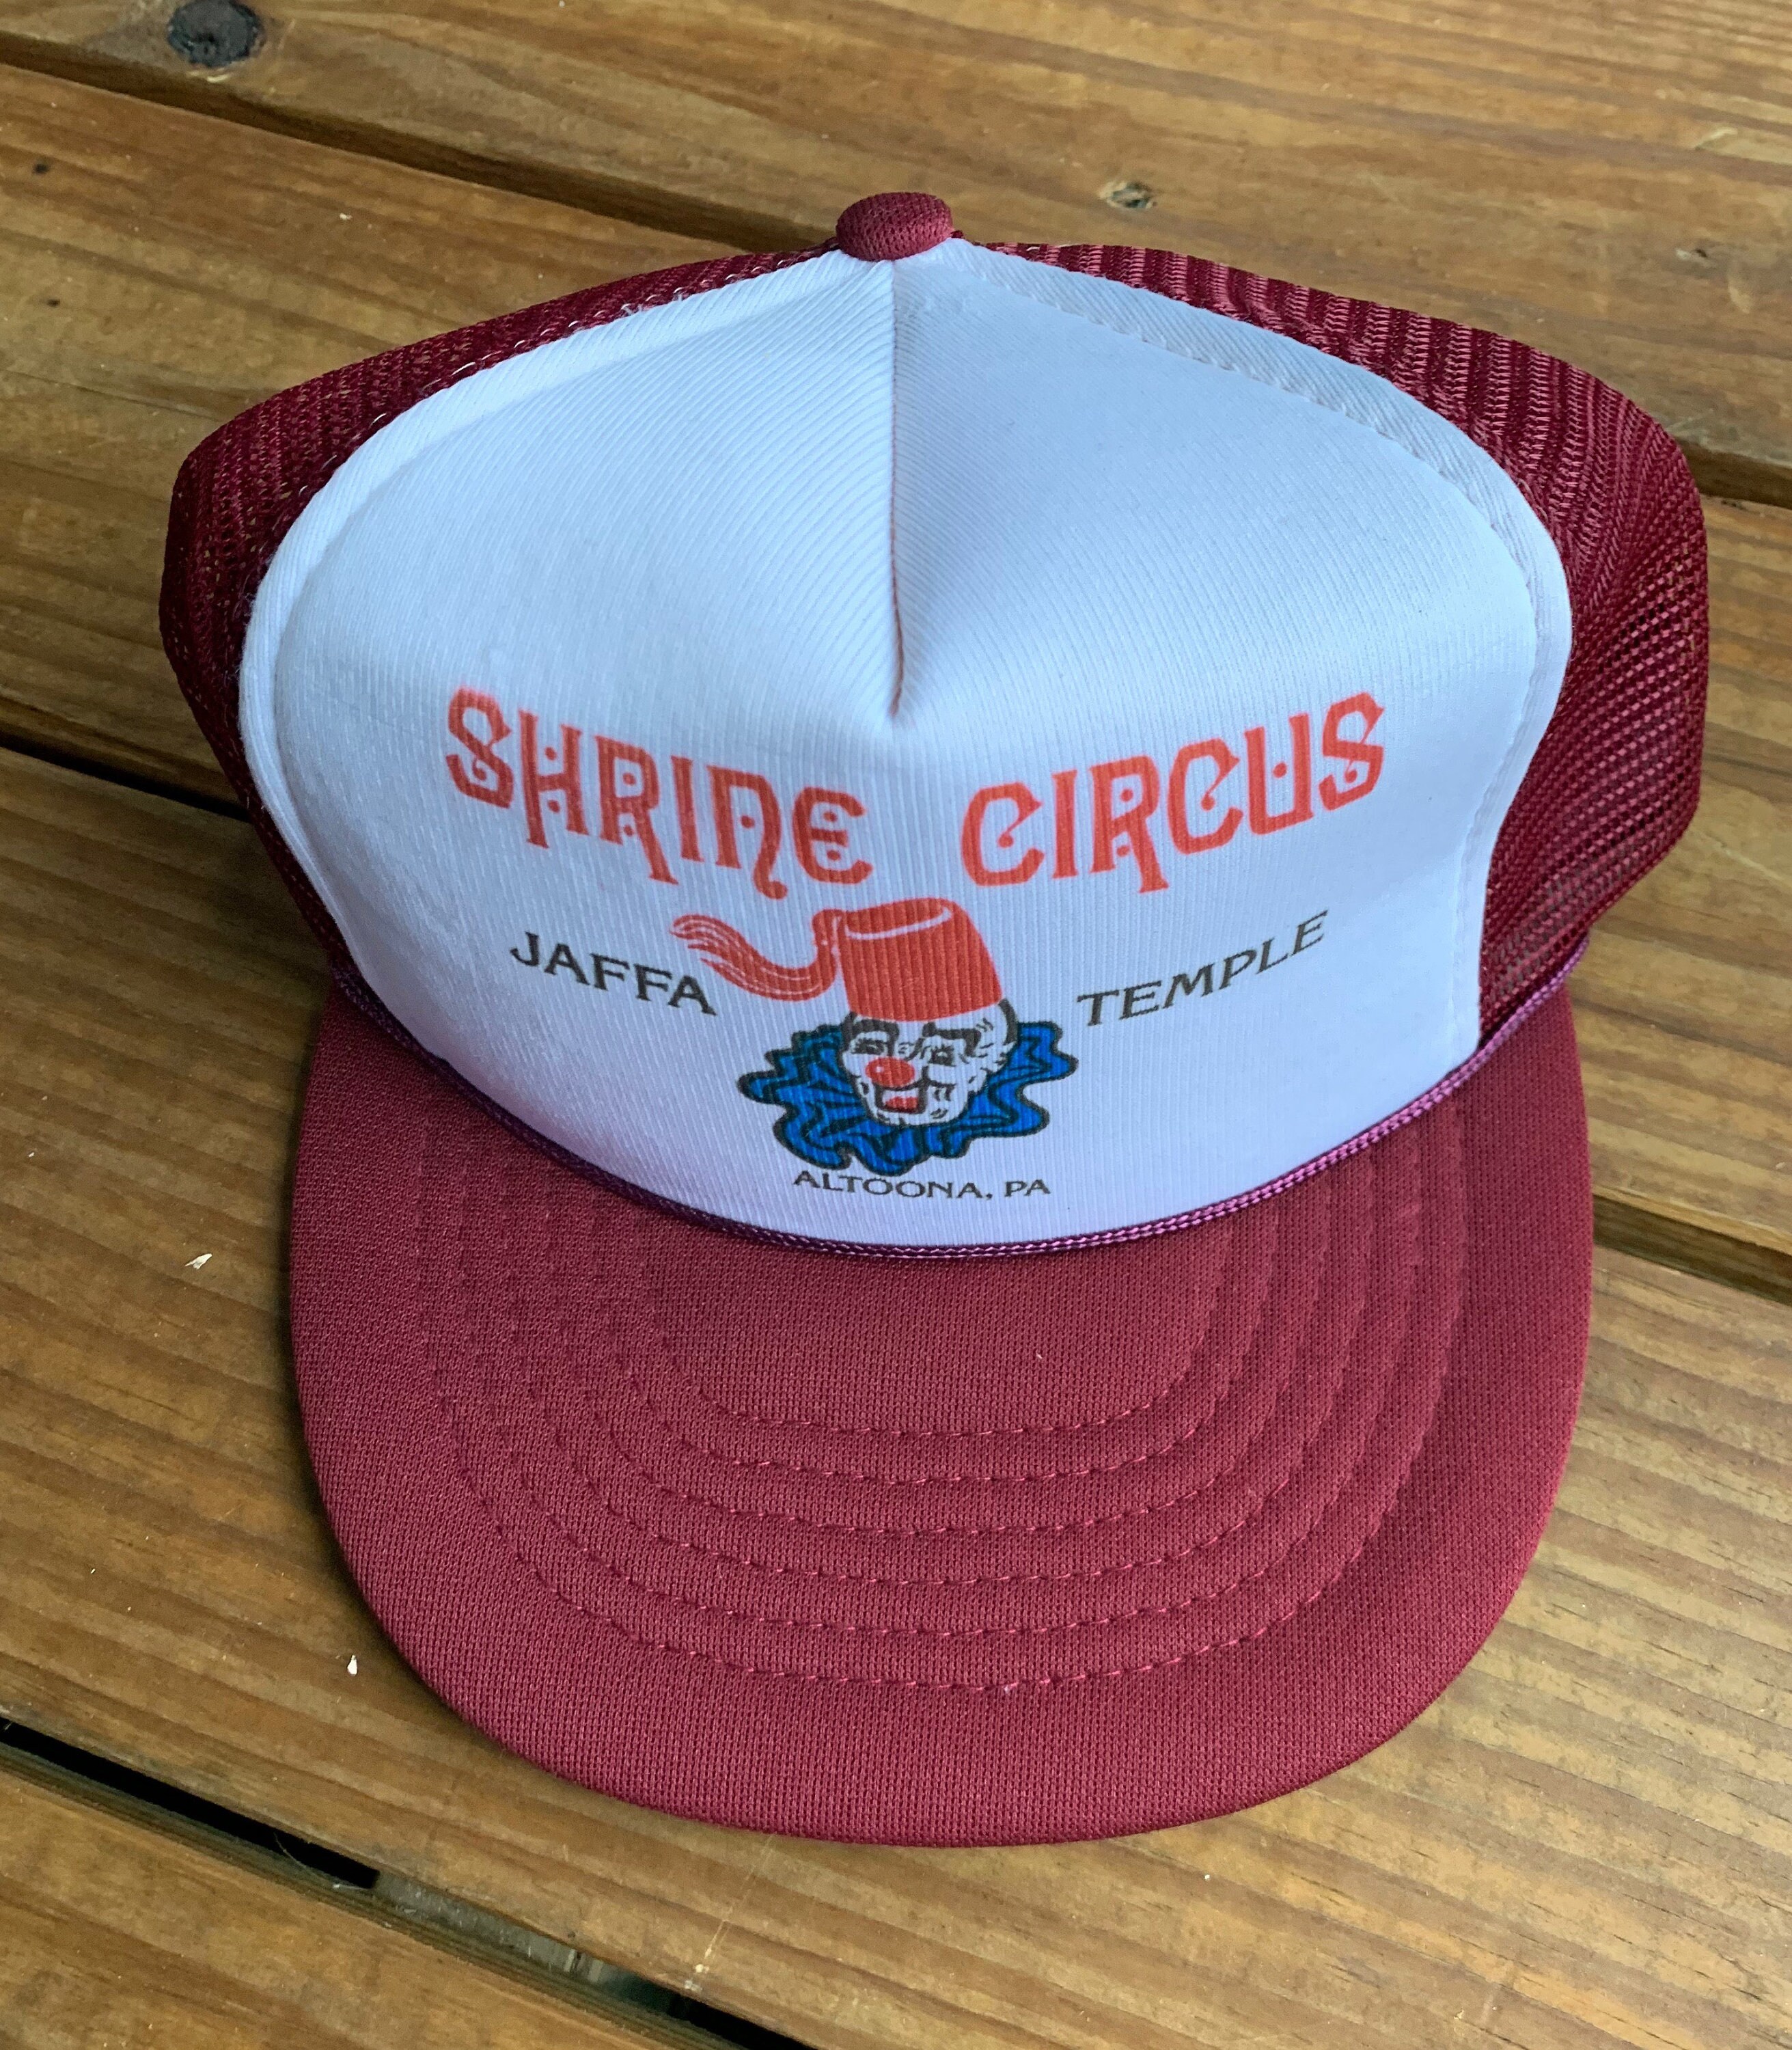 SHRINE CIRCUS
JAFFA TEMPLE
ALTOONA, PA